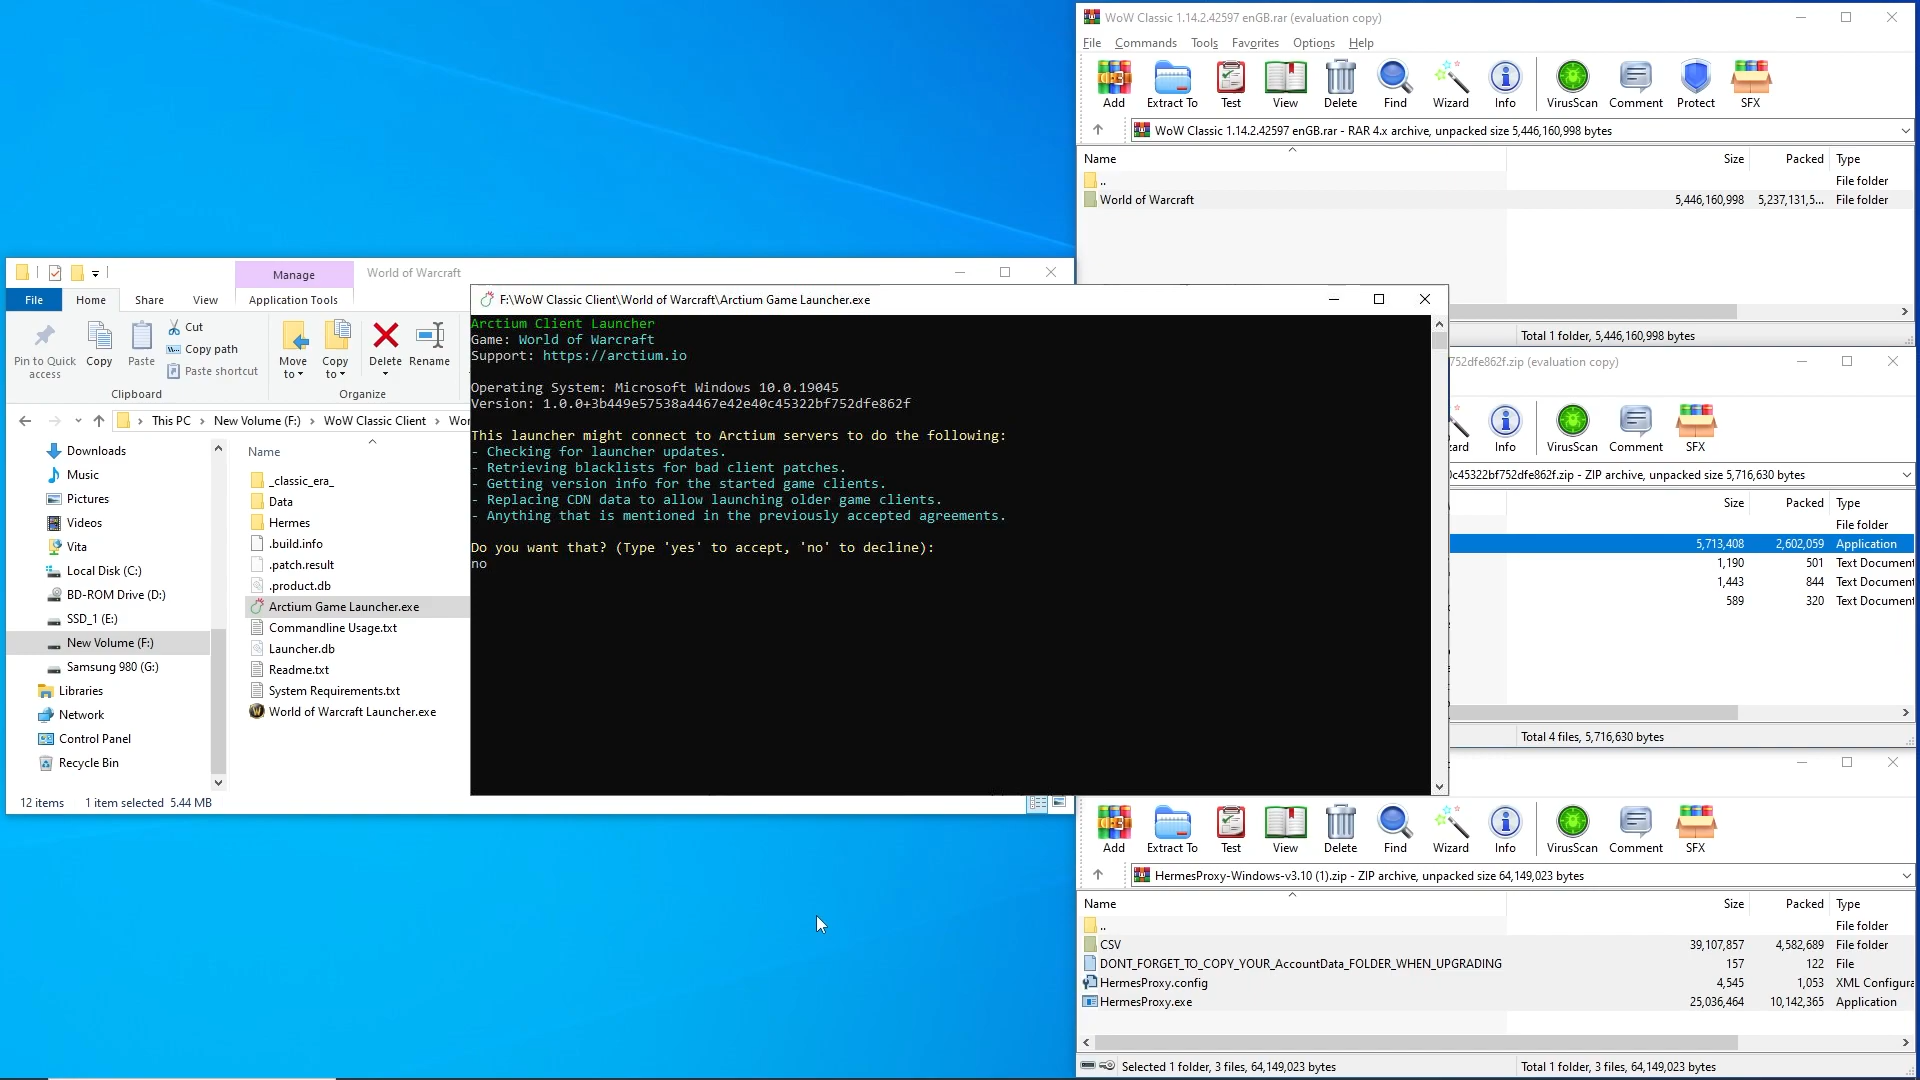 WoW Classic 1.14.2.42597 enGB.rar (evaluation copy)
File Commands Tools Favorites Options Help
Add Extract To Test View Delete Find Wizard Info VirusScan Comment Protect SFX
WoW Classic 1.14.2.42597 enGB.rar - RAR 4.x archive, unpacked size 5,446,160,998 bytes
Name Size Packed Type
.. File folder
World of Warcraft 5,446,160,998 5,237,131,5... File folder
Total 1 folder, 5,446,160,998 bytes
Manage World of Warcraft
File Home Share View Application Tools
Pin to Quick access
Copy
Paste
Cut
Copy path
Paste shortcut
Clipboard
Move to
Copy to
Delete
Rename
Organize
This PC New Volume (F:) WoW Classic Client Wor
Downloads
Music
Pictures
Videos
Vita
Local Disk (C:)
BD-ROM Drive (D:)
SSD_1 (E:)
New Volume (F:)
Samsung 980 (G:)
Libraries
Network
Control Panel
Recycle Bin
Name
_classic_era_
Data
Hermes
.build.info
.patch.result
.product.db
Arctium Game Launcher.exe
Commandline Usage.txt
Launcher.db
Readme.txt
System Requirements.txt
World of Warcraft Launcher.exe
12 items 1 item selected 5.44 MB
F:\WoW Classic Client\World of Warcraft\Arctium Game Launcher.exe
Arctium Client Launcher
Game: World of Warcraft
Support: https://arctium.io
Operating System: Microsoft Windows 10.0.19045
Version: 1.0.0+3b449e57538a4467e42e40c45322bf752dfe862f
This launcher might connect to Arctium servers to do the following:
- Checking for launcher updates.
- Retrieving blacklists for bad client patches.
- Getting version info for the started game clients.
- Replacing CDN data to allow launching older game clients.
- Anything that is mentioned in the previously accepted agreements.
Do you want that? (Type 'yes' to accept, 'no' to decline):
no
752dfe862f.zip (evaluation copy)
zard Info VirusScan Comment SFX
0c45322bf752dfe862f.zip - ZIP archive, unpacked size 5,716,630 bytes
Size Packed Type
File folder
5,713,408 2,602,059 Application
1,190 501 Text Document
1,443 844 Text Document
589 320 Text Document
Total 4 files, 5,716,630 bytes
Add Extract To Test View Delete Find Wizard Info VirusScan Comment SFX
HermesProxy-Windows-v3.10 (1).zip - ZIP archive, unpacked size 64,149,023 bytes
Name Size Packed Type
.. File folder
CSV 39,107,857 4,582,689 File folder
DONT_FORGET_TO_COPY_YOUR_AccountData_FOLDER_WHEN_UPGRADING 157 122 File
HermesProxy.config 4,545 1,053 XML Configura
HermesProxy.exe 25,036,464 10,142,365 Application
Selected 1 folder, 3 files, 64,149,023 bytes Total 1 folder, 3 files, 64,149,023 bytes